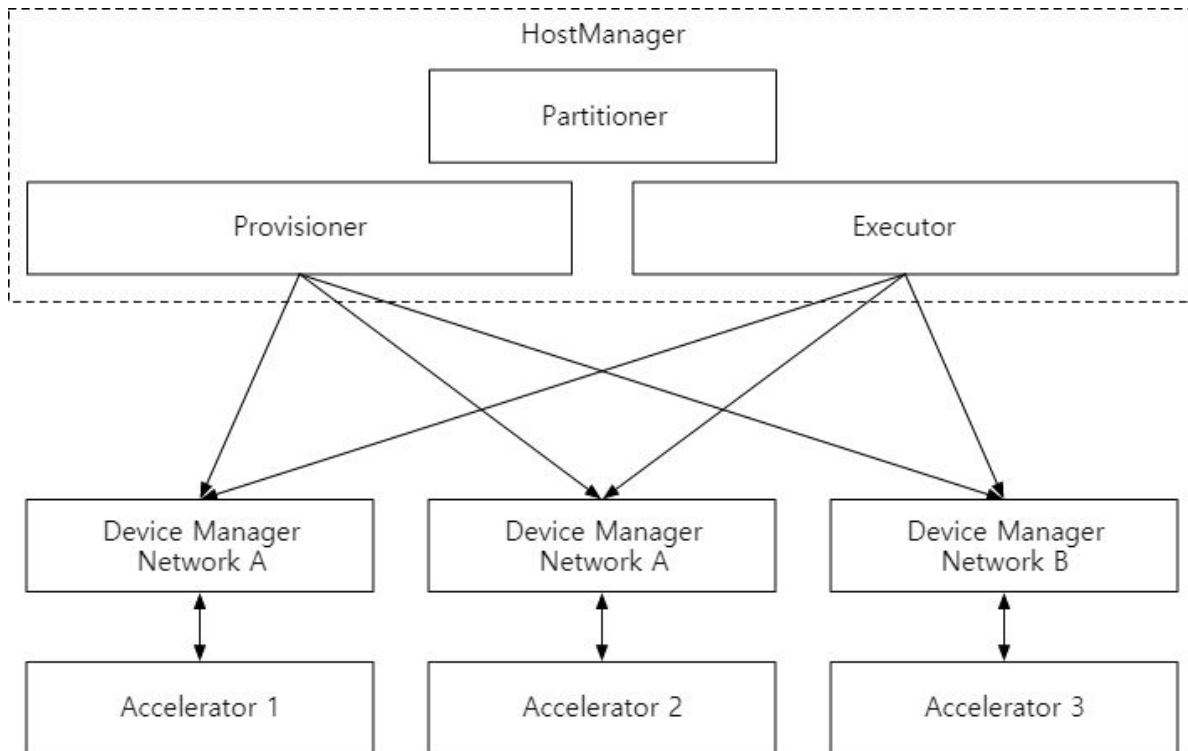 HostManager
Partitioner
Provisioner
Executor
Device Manager
Network A
Device Manager
Network A
Device Manager
Network B
Accelerator 1
Accelerator 2
Accelerator 3